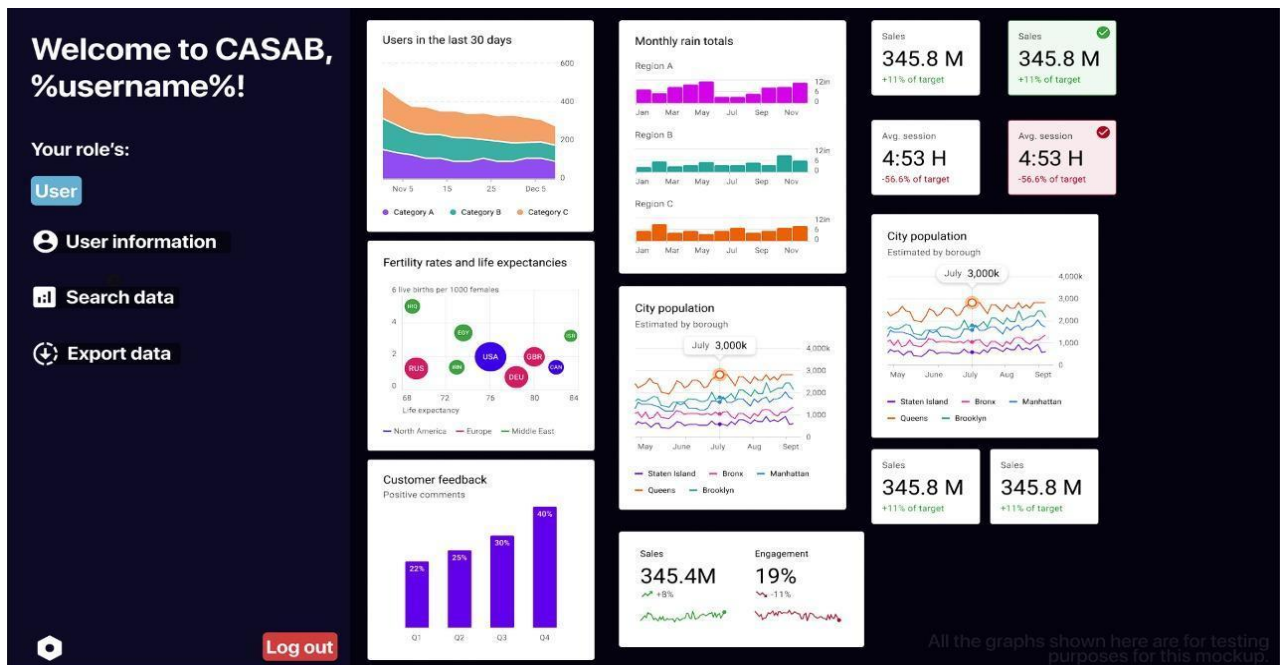 Welcome to CASAB,
%username%!
Your role's:
User
User information
Search data
Export data
Log out
Users in the last 30 days
600
400
200
0
Nov 5 15 25 Dec 5
Category A Category B Category C
Fertility rates and life expectancies
6 live births per 1000 females
4
2
0
EGY
ISR
USA
GBR
RUS
CAN
DEU
68 72 76 80 84
Life expectancy
North America Europe Middle East
Customer feedback
Positive comments
22%
25%
30%
40%
Q1 Q2 Q3 Q4
Monthly rain totals
Region A
12in
6
0
Jan Mar May Jul Sep Nov
Region B
12in
6
0
Jan Mar May Jul Sep Nov
Region C
12in
6
0
Jan Mar May Jul Sep Nov
City population
Estimated by borough
July 3,000k
4,000k
3,000
2,000
1,000
0
May June July Aug Sept
Staten Island Bronx Manhattan
Queens Brooklyn
Sales
345.4M
+8%
Engagement
19%
-11%
Sales
345.8 M
+11% of target
Sales
345.8 M
+11% of target
Avg. session
4:53 H
-56.6% of target
Avg. session
4:53 H
-56.6% of target
City population
Estimated by borough
July 3,000k
4,000k
3,000
2,000
1,000
0
May June July Aug Sept
Staten Island Bronx Manhattan
Queens Brooklyn
Sales
345.8 M
+11% of target
Sales
345.8 M
+11% of target
All the graphs shown here are for testing
purposes for this mockup.